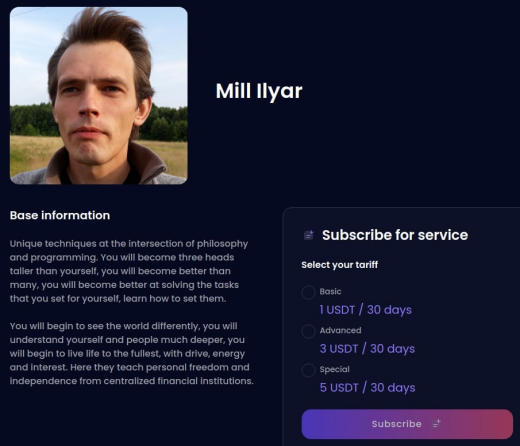 Mill Ilyar
Base information
Unique techniques at the intersection of philosophy
and programming. You will become three heads
taller than yourself, you will become better than
many, you will become better at solving the tasks
that you set for yourself, learn how to set them.
You will begin to see the world differently, you will
understand yourself and people much deeper, you
will begin to live life to the fullest, with drive, energy
and interest. Here they teach personal freedom and
independence from centralized financial institutions.
Subscribe for service
Select your tariff
Basic
1 USDT / 30 days
Advanced
3 USDT / 30 days
Special
5 USDT / 30 days
Subscribe